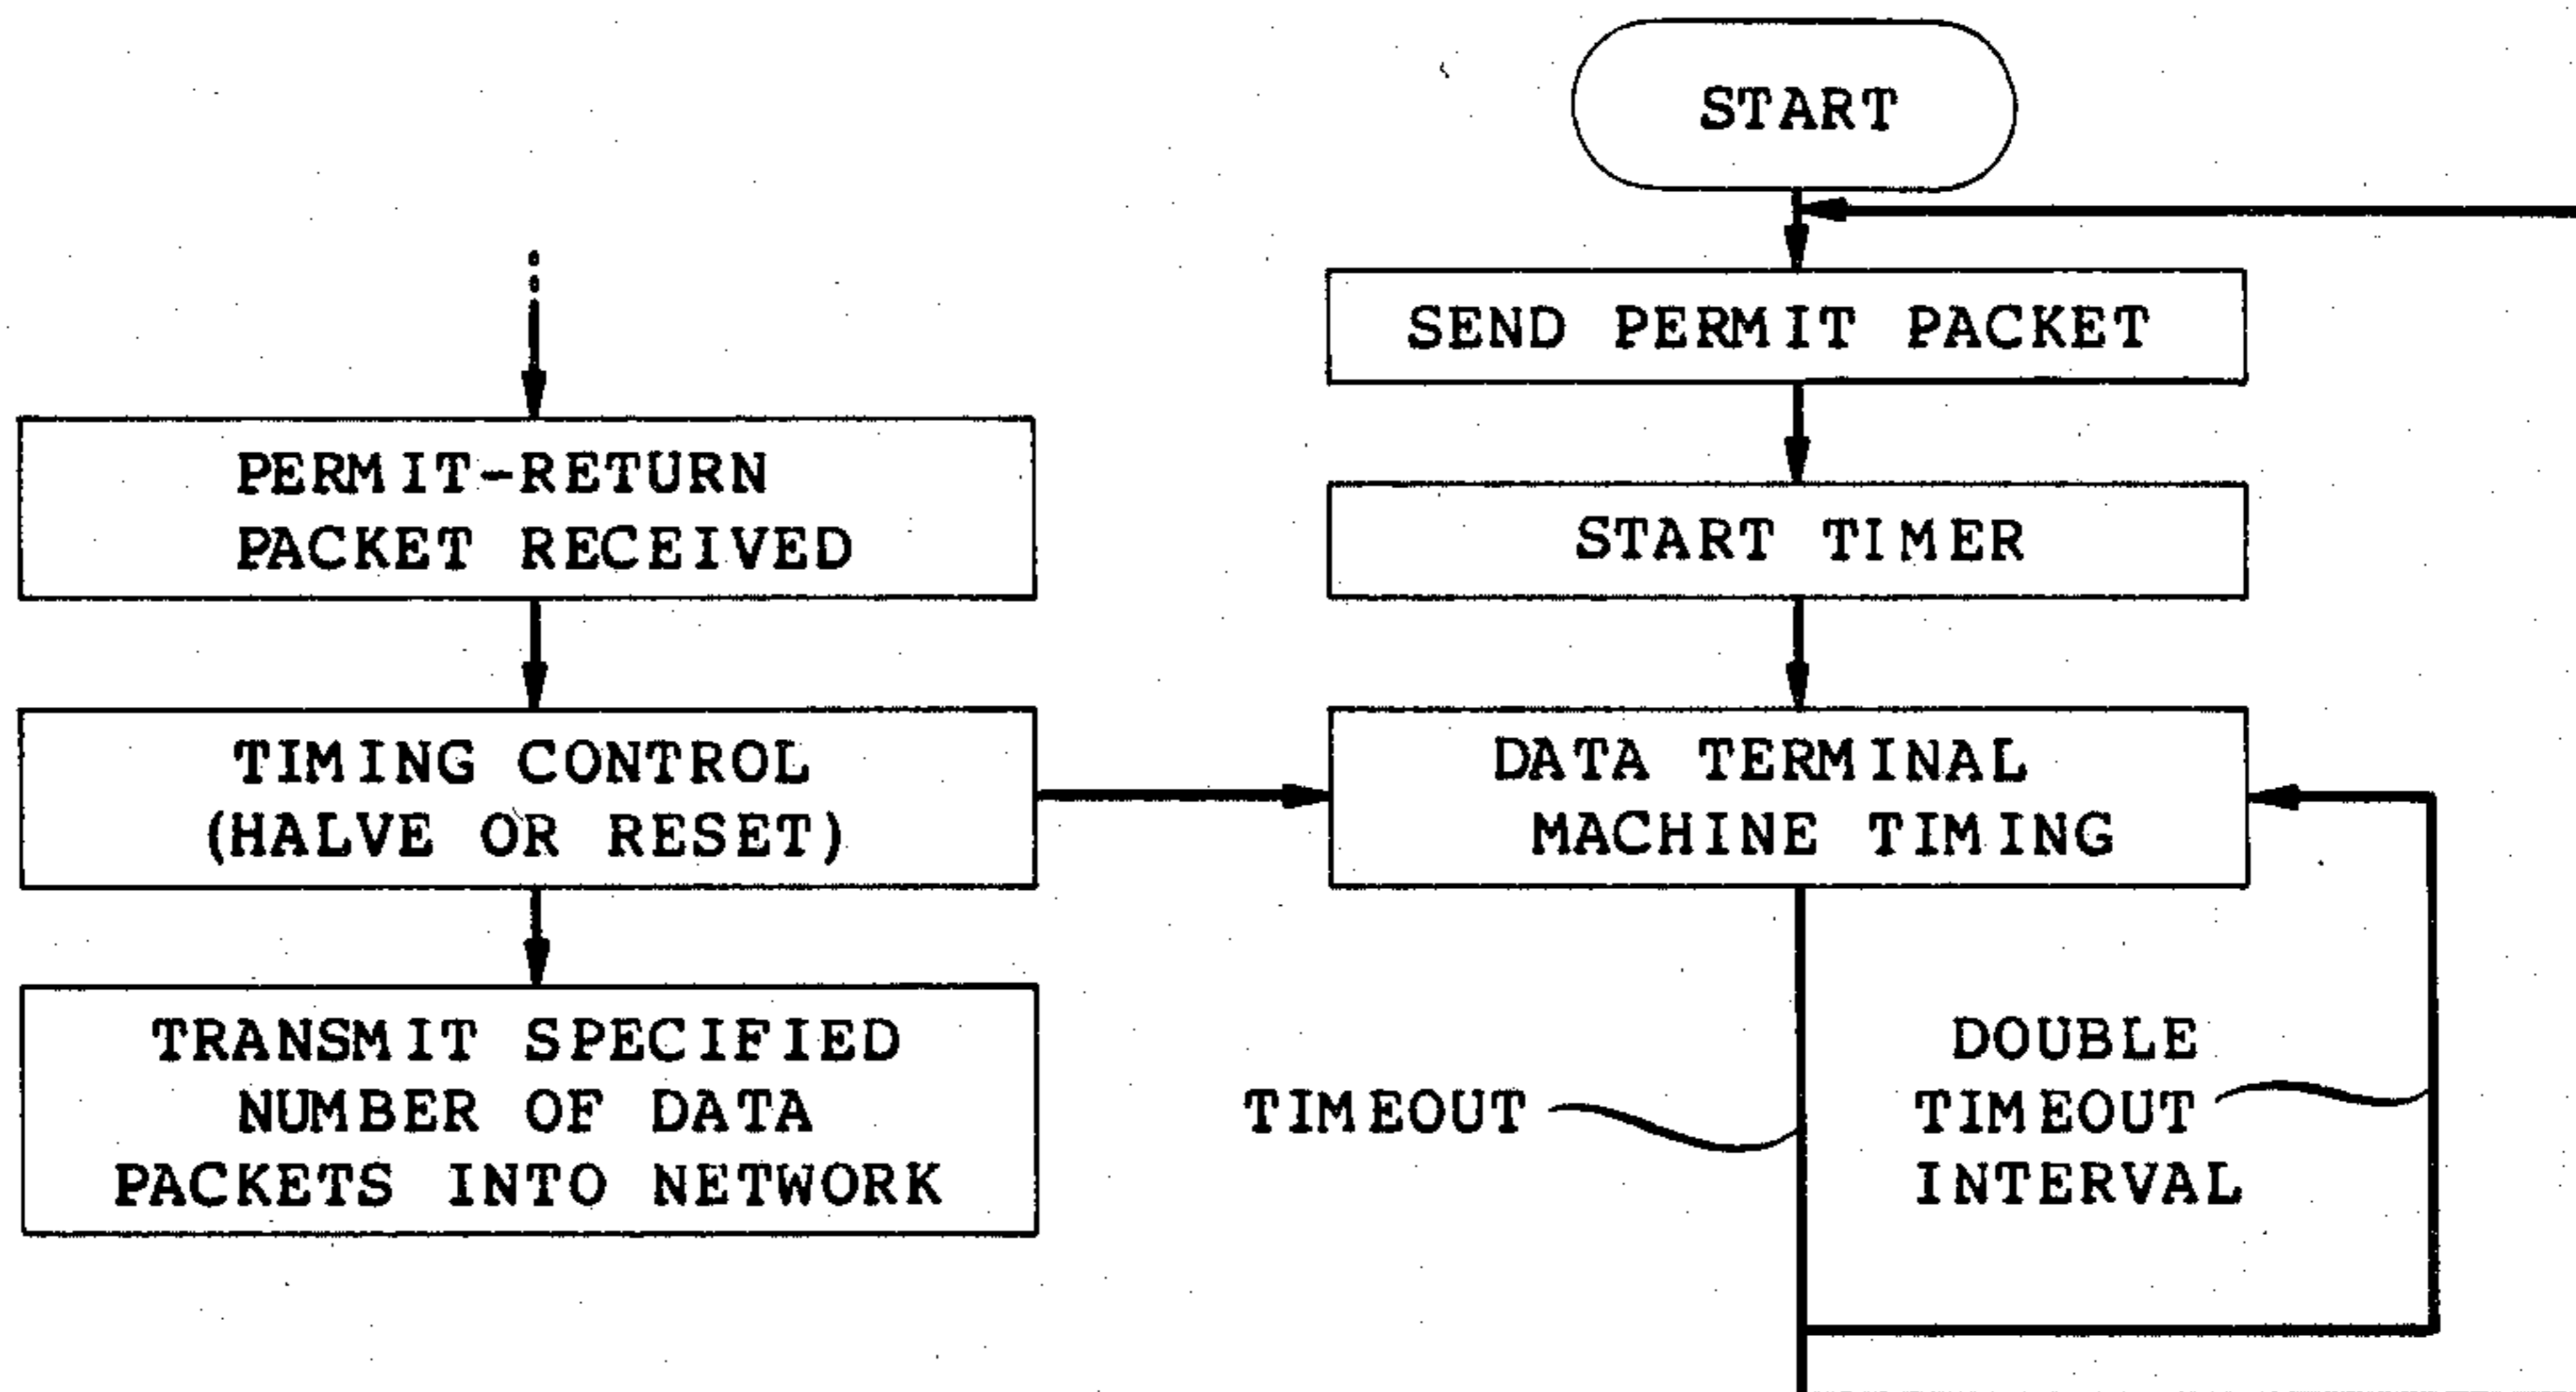 START
SEND PERMIT PACKET
PERMIT-RETURN
PACKET RECEIVED
START TIMER
TIMING CONTROL
(HALVE OR RESET)
DATA TERMINAL
MACHINE TIMING
TRANSMIT SPECIFIED
NUMBER OF DATA
PACKETS INTO NETWORK
TIMEOUT
DOUBLE
TIMEOUT
INTERVAL